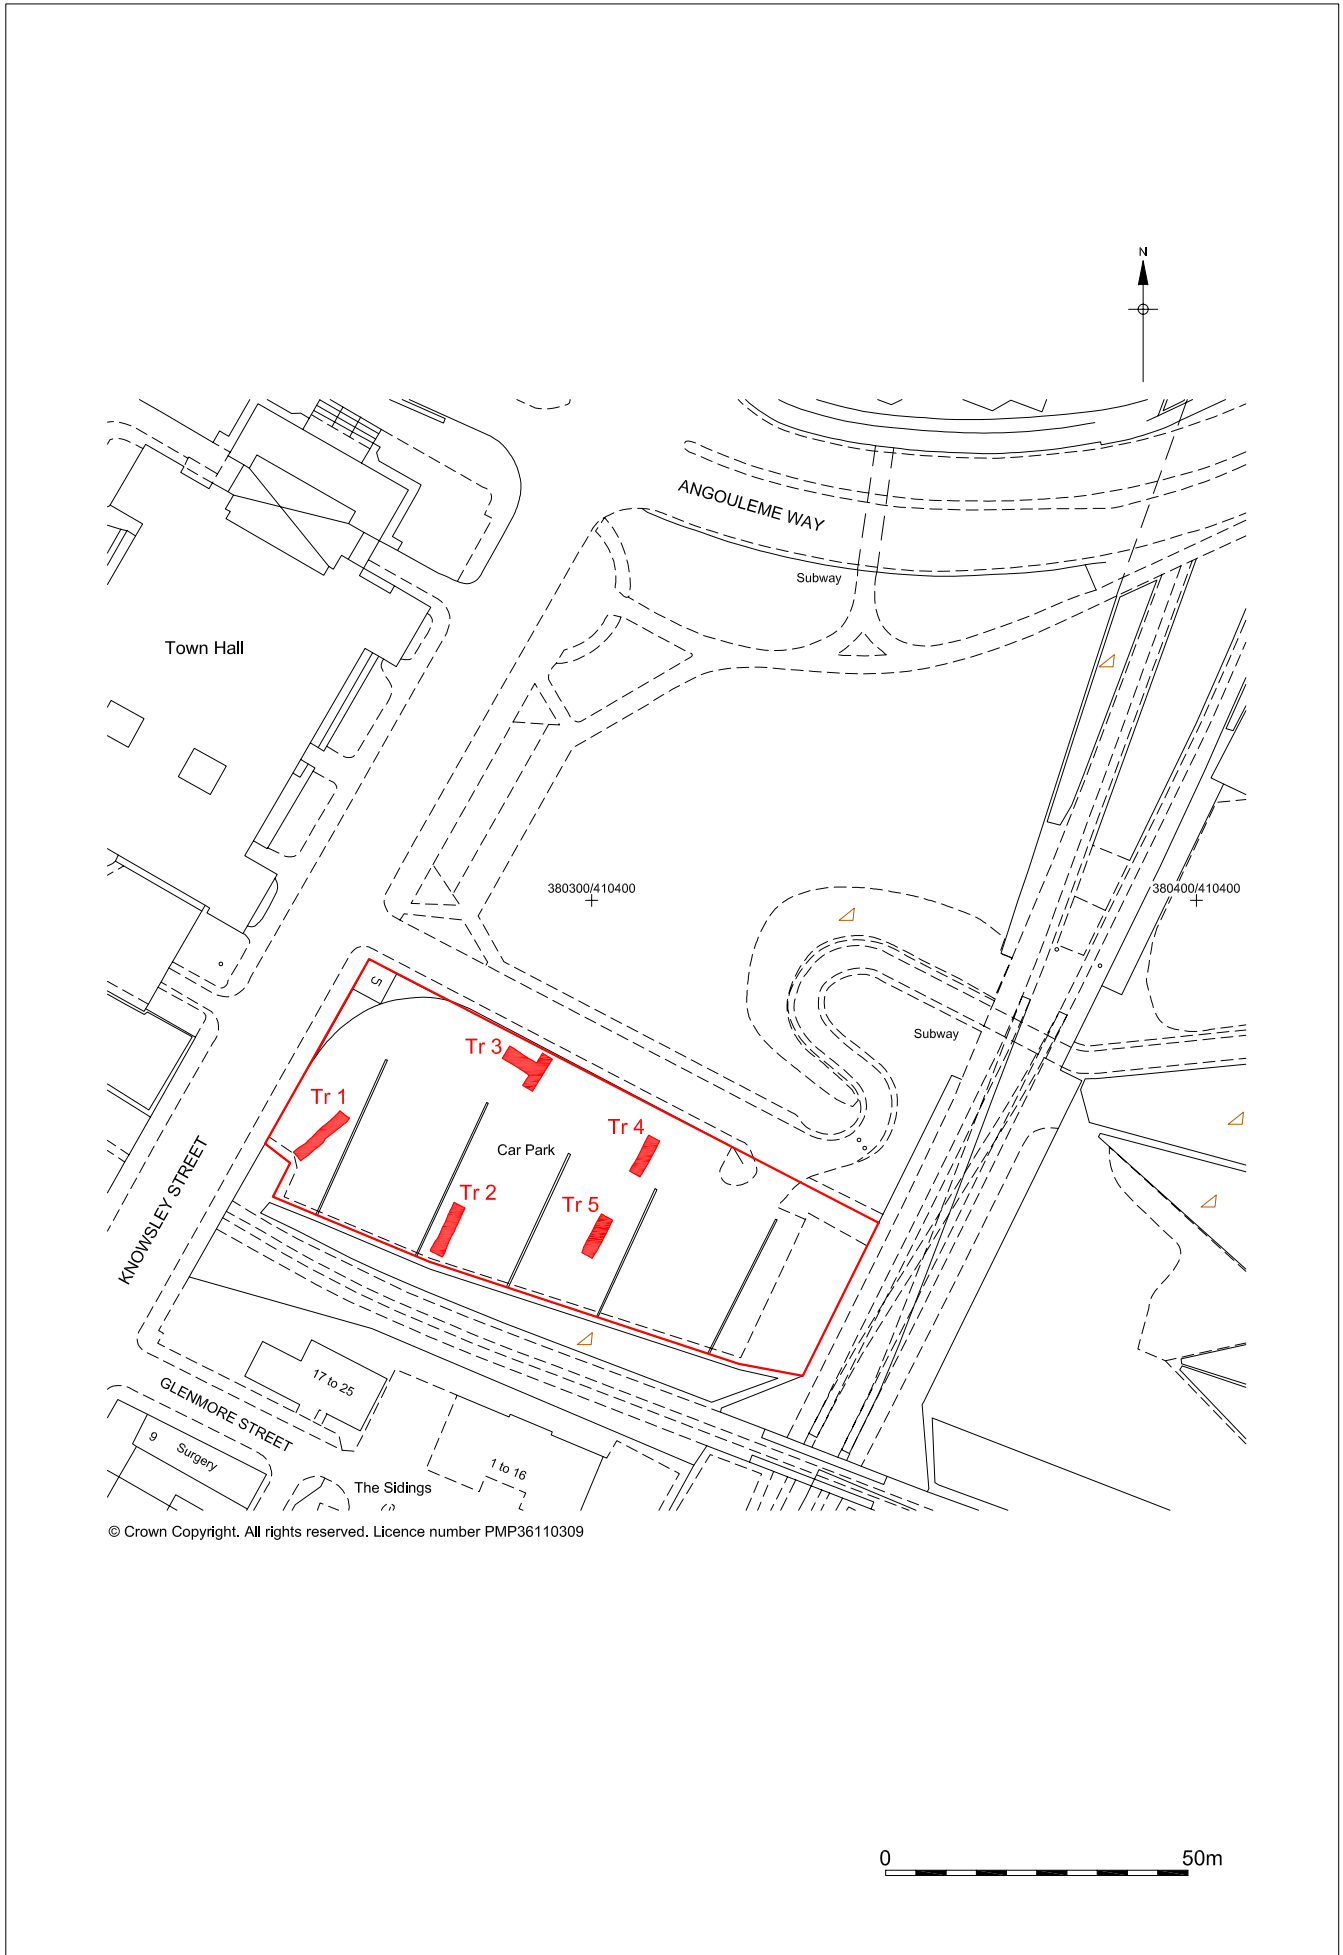 N
ANGOULEME WAY
Subway
Town Hall
380300/410400
380400/410400
5
Subway
Tr 3
Tr 1
Tr 4
Car Park
KNOWSLEY STREET
Tr 2
Tr 5
17 to 25
GLENMORE STREET
9 Surgery
1 to 16
The Sidings
© Crown Copyright. All rights reserved. Licence number PMP36110309
0 50m